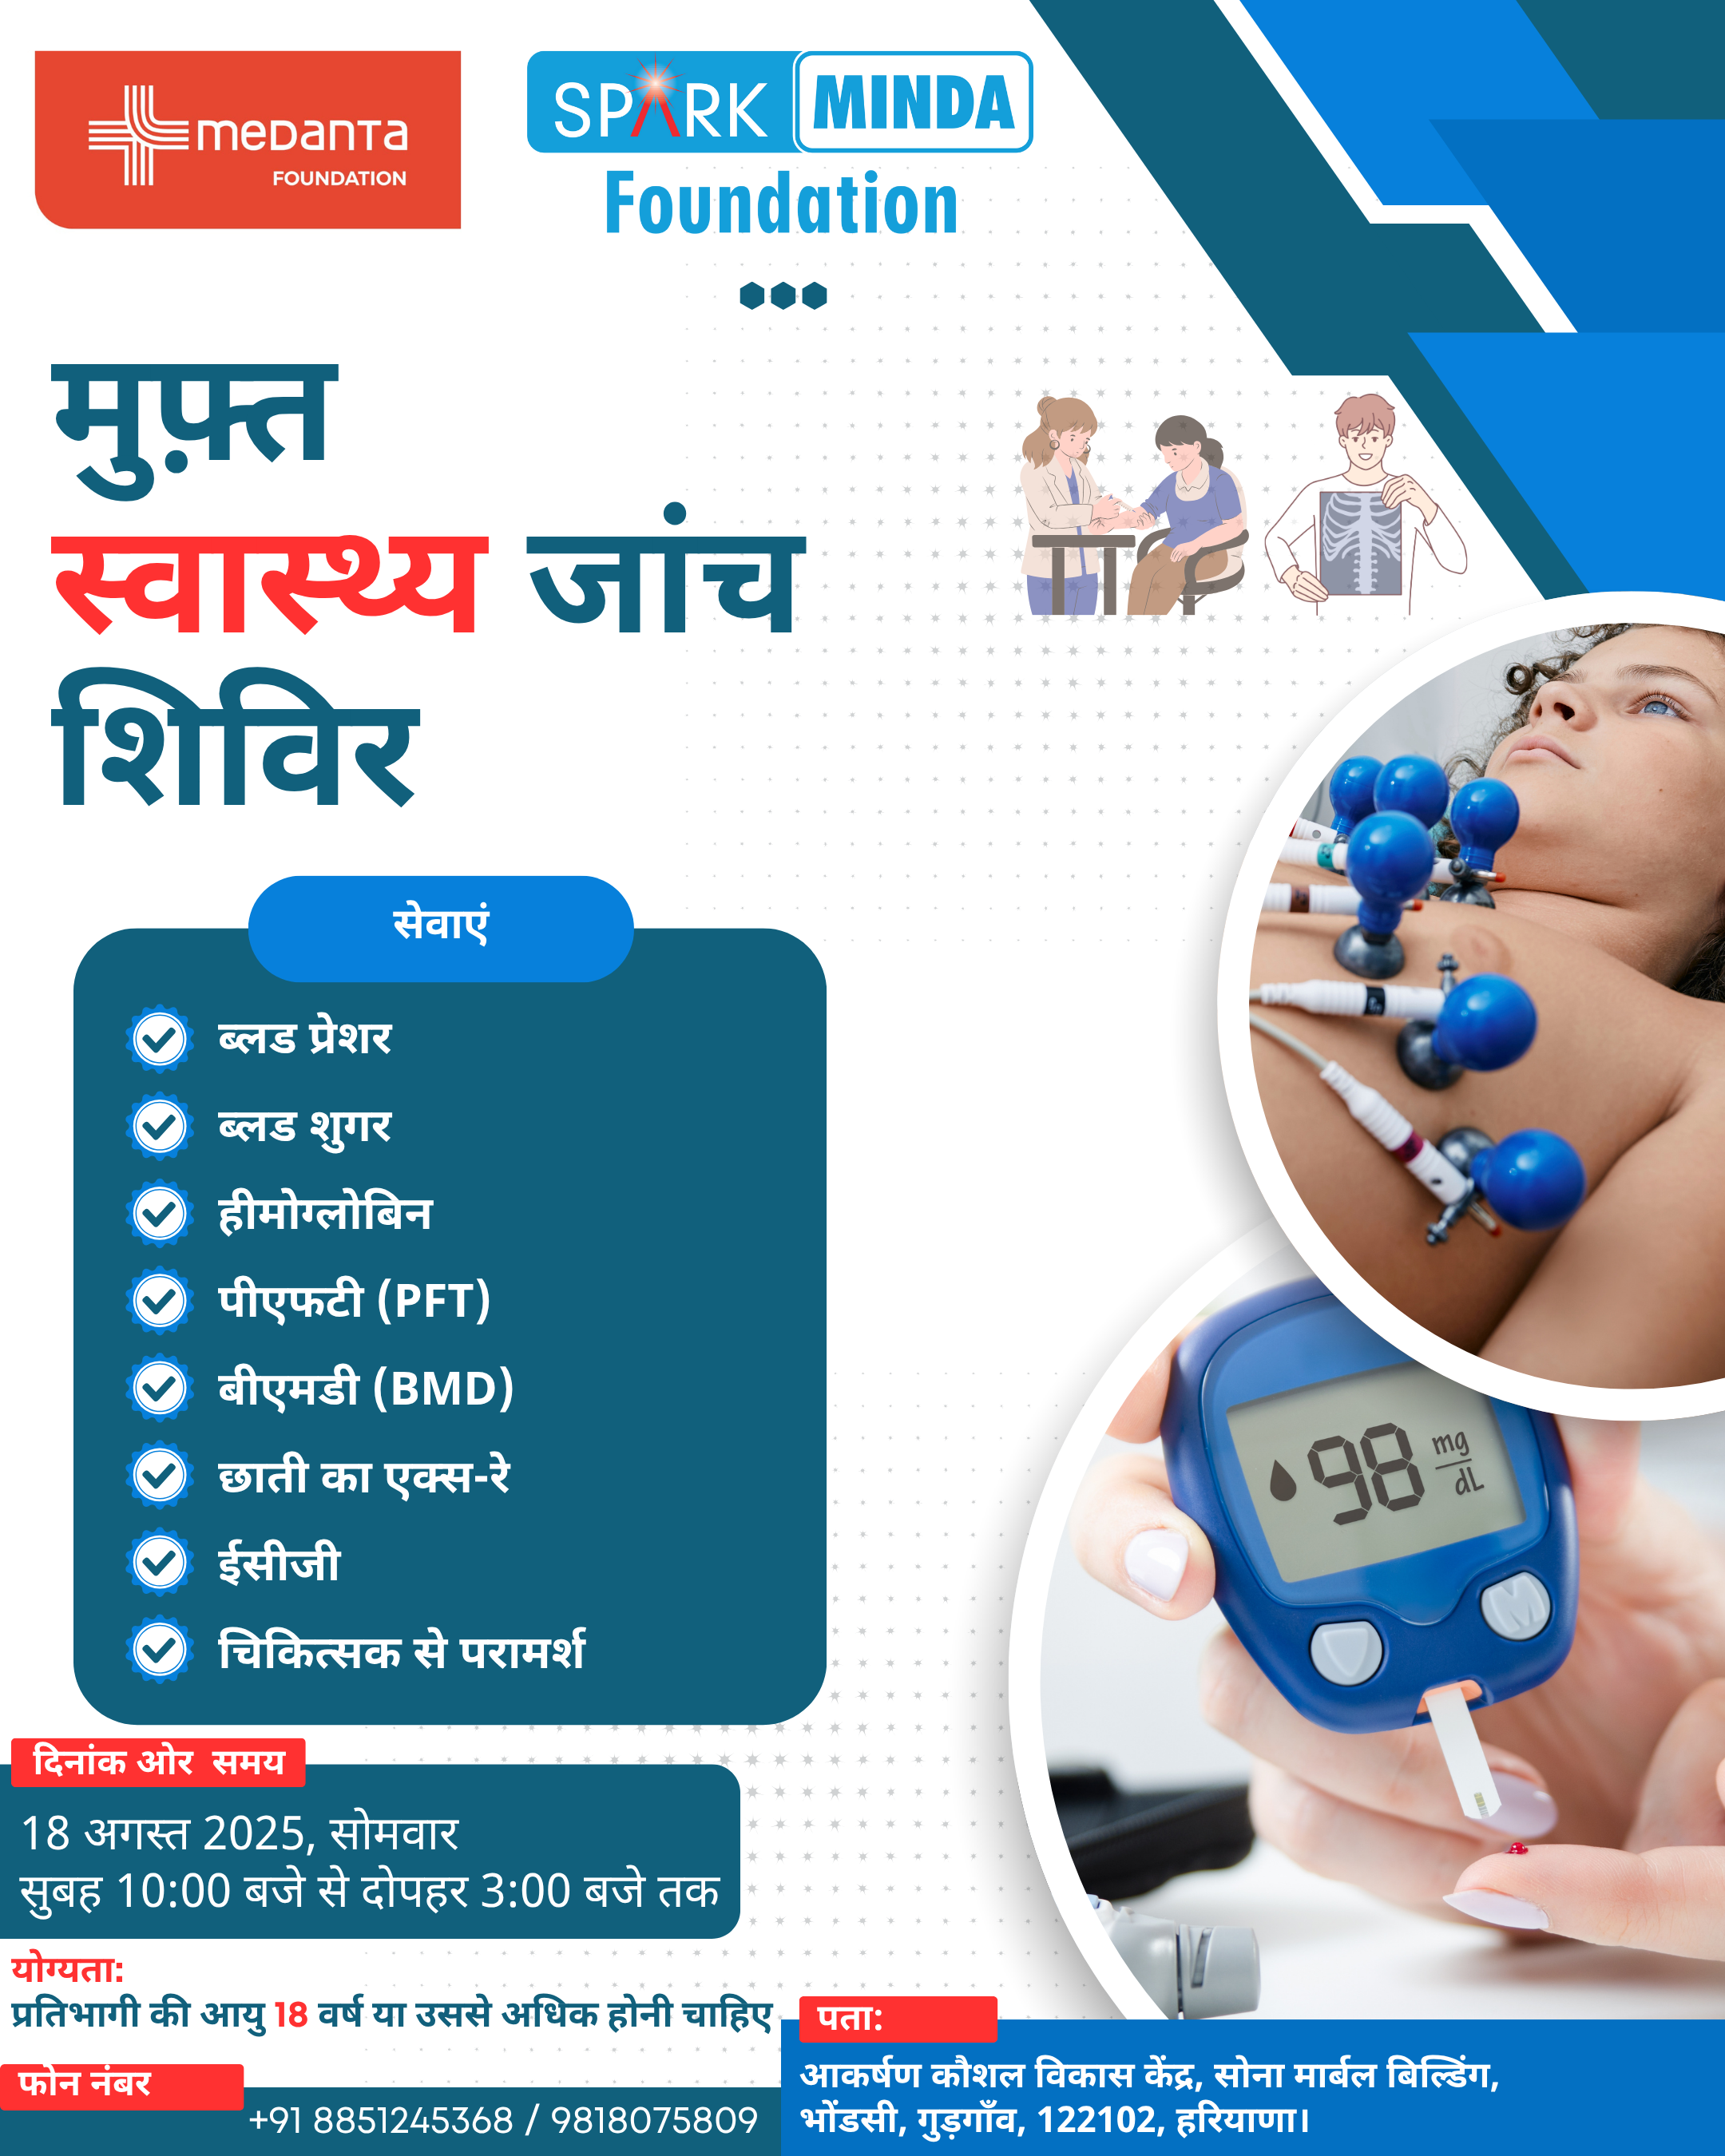 medanta
FOUNDATION
SPARK MINDA
Foundation
मुफ़्त
स्वास्थ्य जांच
शिविर
सेवाएं
ब्लड प्रेशर
ब्लड शुगर
हीमोग्लोबिन
पीएफटी (PFT)
बीएमडी (BMD)
छाती का एक्स-रे
ईसीजी
चिकित्सक से परामर्श
98 mg/dL
M
दिनांक ओर समय
18 अगस्त 2025, सोमवार
सुबह 10:00 बजे से दोपहर 3:00 बजे तक
योग्यता:
प्रतिभागी की आयु 18 वर्ष या उससे अधिक होनी चाहिए
फोन नंबर
+91 8851245368 / 9818075809
पता:
आकर्षण कौशल विकास केंद्र, सोना मार्बल बिल्डिंग,
भोंडसी, गुड़गाँव, 122102, हरियाणा।